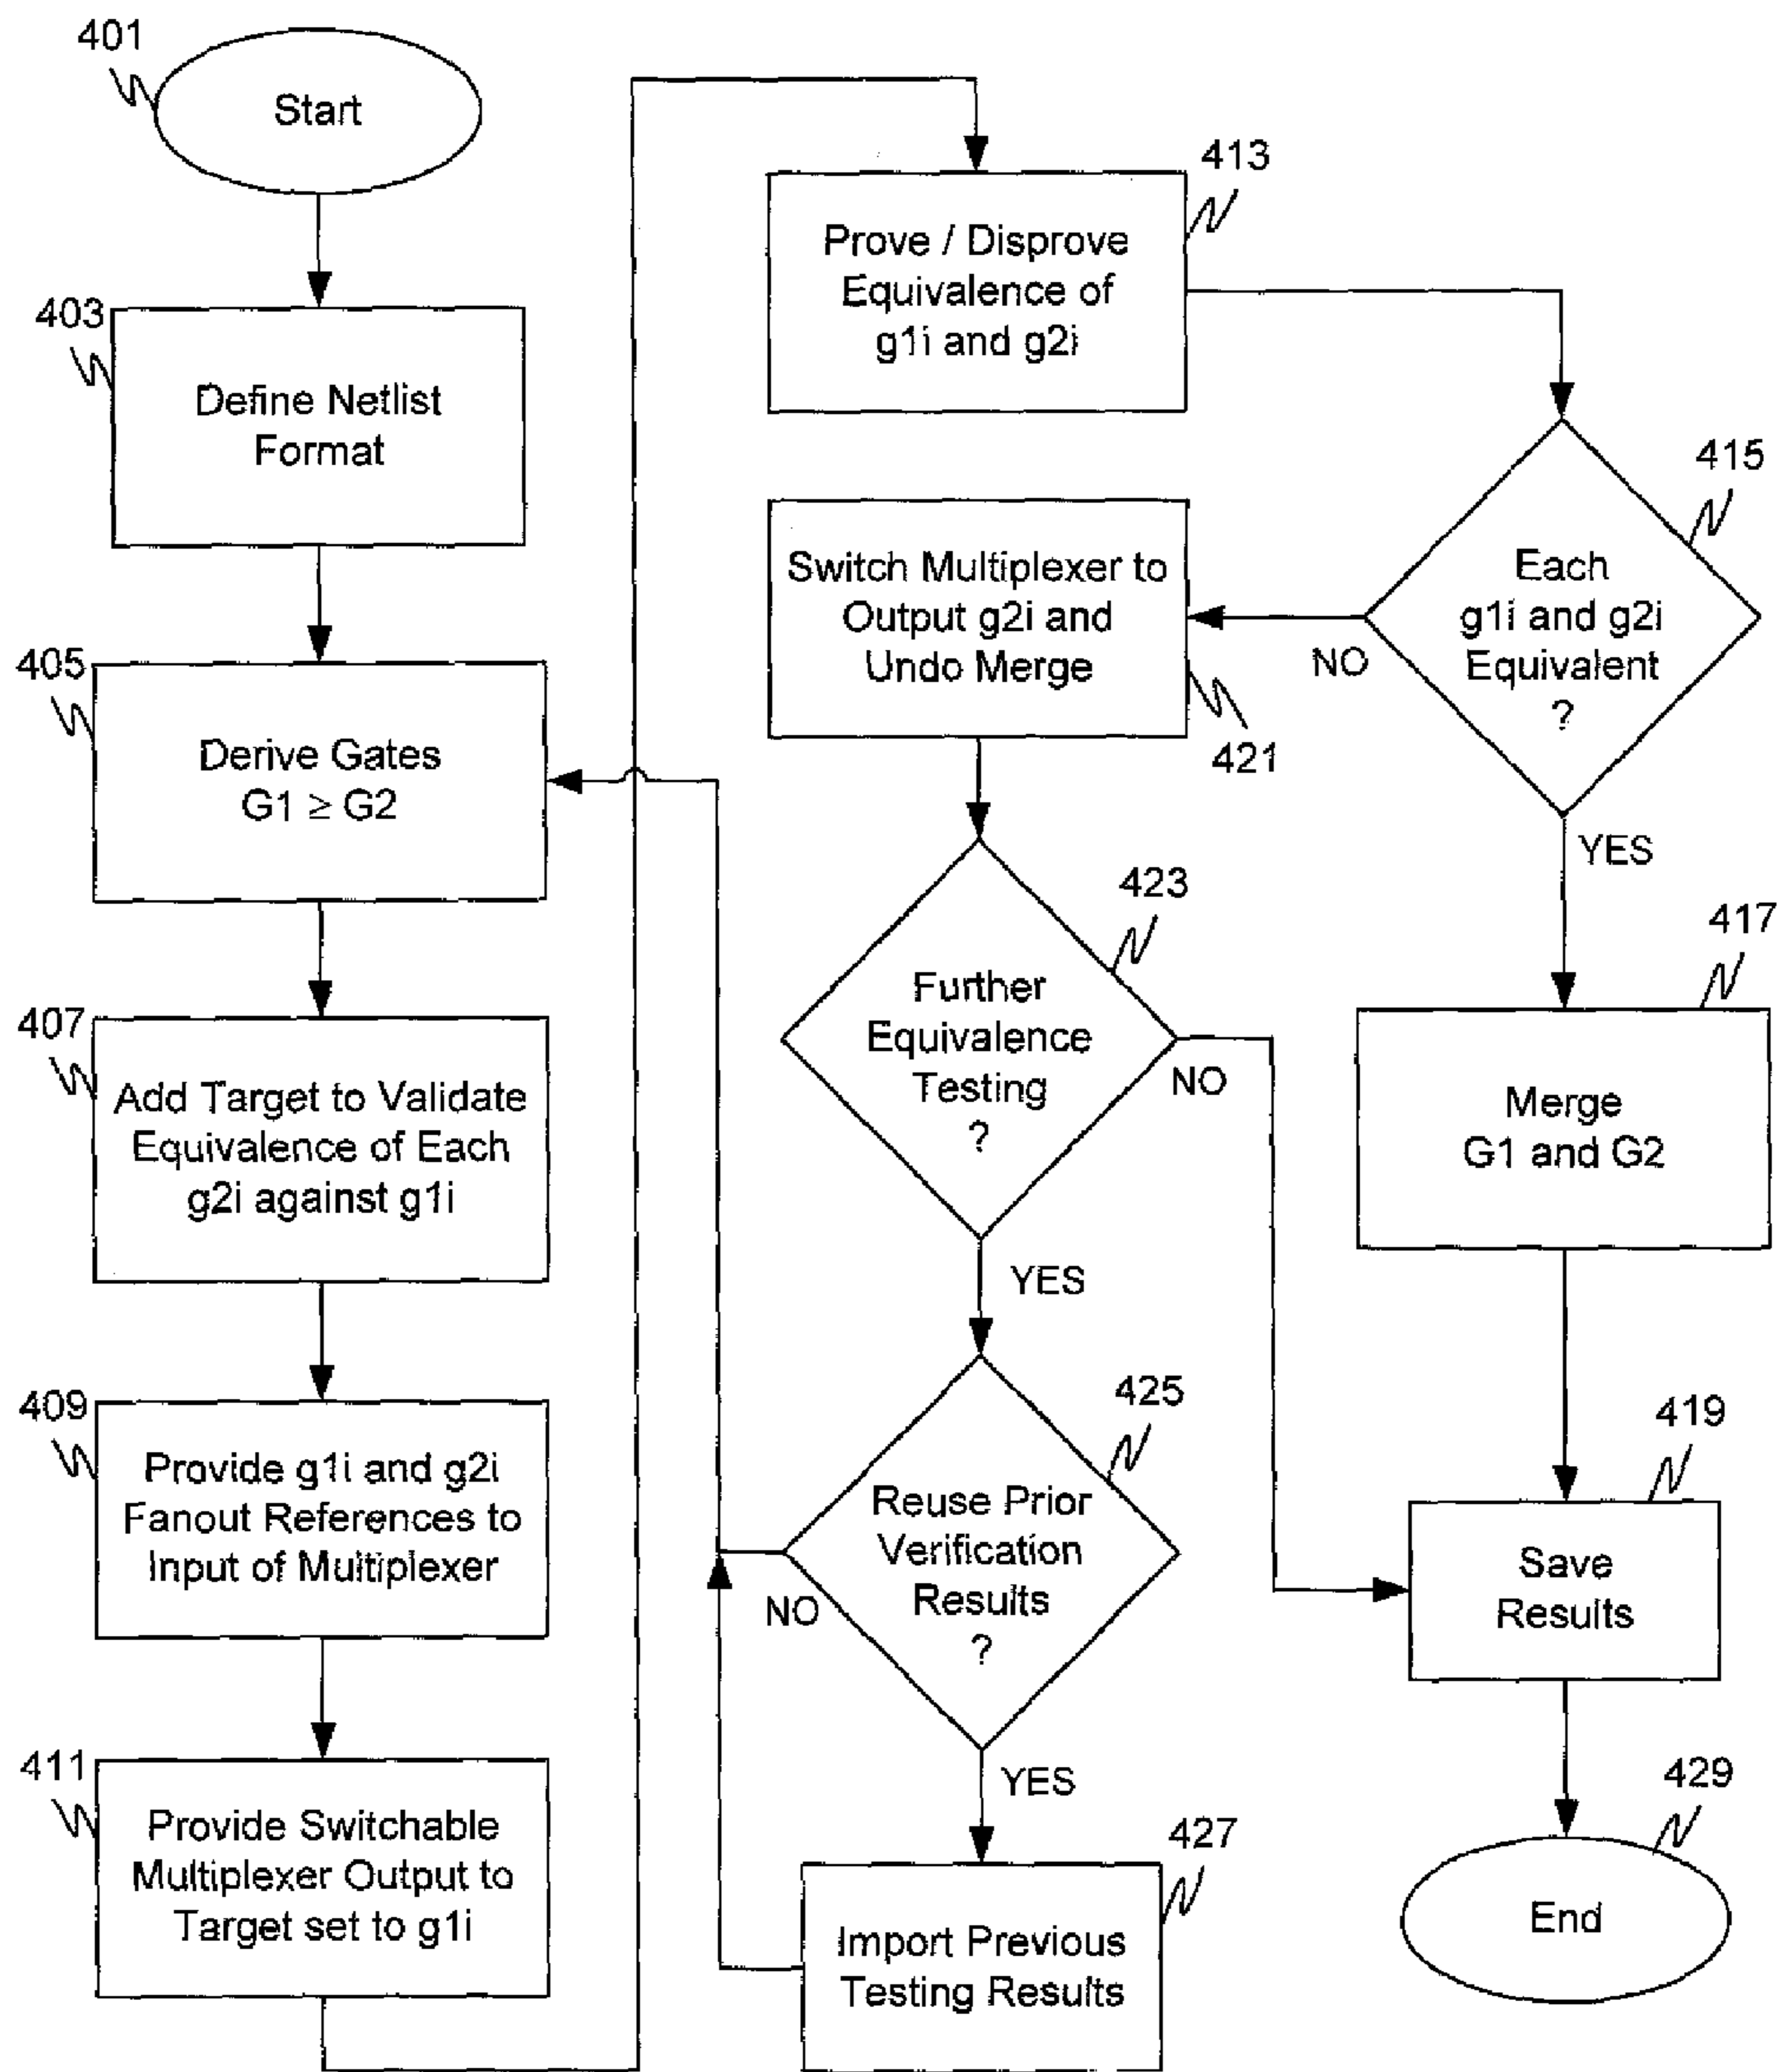 401
Start
403
Define Netlist
Format
405
Derive Gates
G1 ≥ G2
407
Add Target to Validate
Equivalence of Each
g2i against g1i
409
Provide g1i and g2i
Fanout References to
Input of Multiplexer
411
Provide Switchable
Multiplexer Output to
Target set to g1i
413
Prove / Disprove
Equivalence of
g1i and g2i
415
Each
g1i and g2i
Equivalent
?
NO
YES
Switch Multiplexer to
Output g2i and
Undo Merge
421
423
Further
Equivalence
Testing
?
NO
YES
425
Reuse Prior
Verification
Results
?
NO
YES
427
Import Previous
Testing Results
417
Merge
G1 and G2
419
Save
Results
429
End